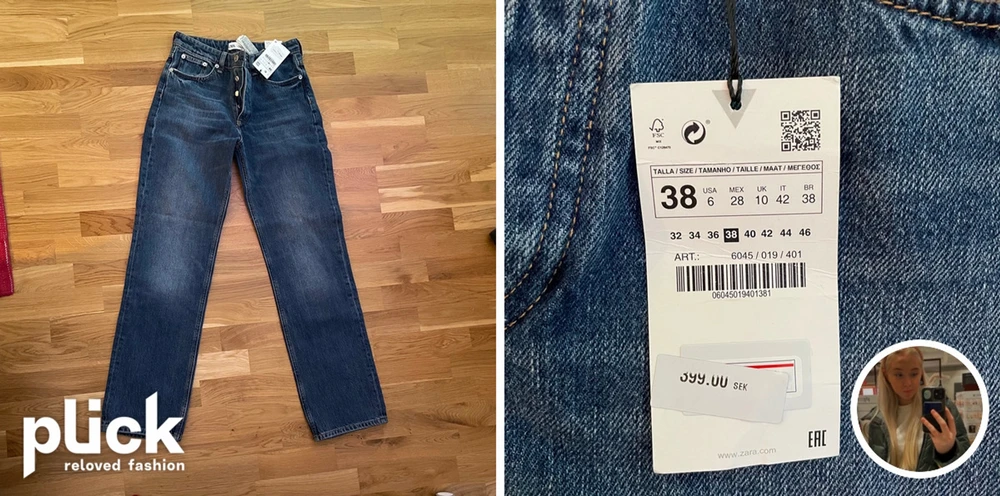 plick
reloved fashion
FSC
MIX
®
TALLA / SIZE / TAMANHO / TAILLE / MAAT / ΜΕΓΕΘΟΣ
38 USA 6 MEX 28 UK 10 IT 42 BR 38
32 34 36 38 40 42 44 46
ART.: 6045 / 019 / 401
06045019401381
399.00 SEK
EAC
www.zara.com